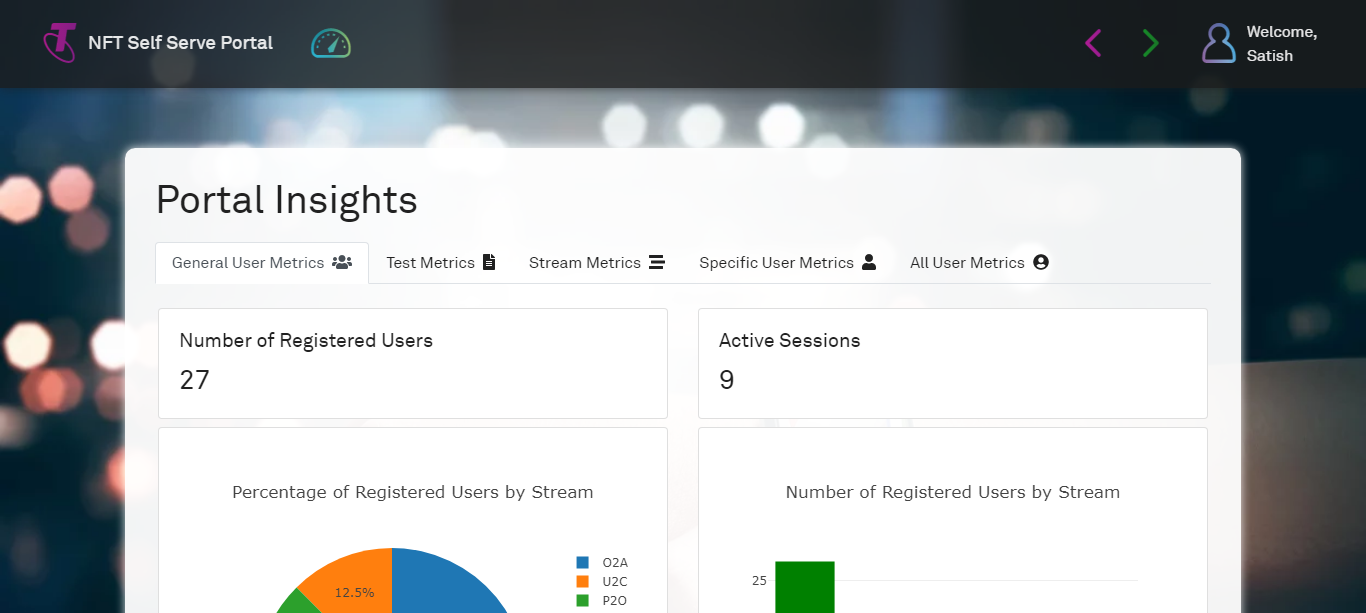 NFT Self Serve Portal
Welcome,
Satish
Portal Insights
General User Metrics
Test Metrics
Stream Metrics
Specific User Metrics
All User Metrics
Number of Registered Users
27
Active Sessions
9
Percentage of Registered Users by Stream
12.5%
O2A
U2C
P2O
Number of Registered Users by Stream
25